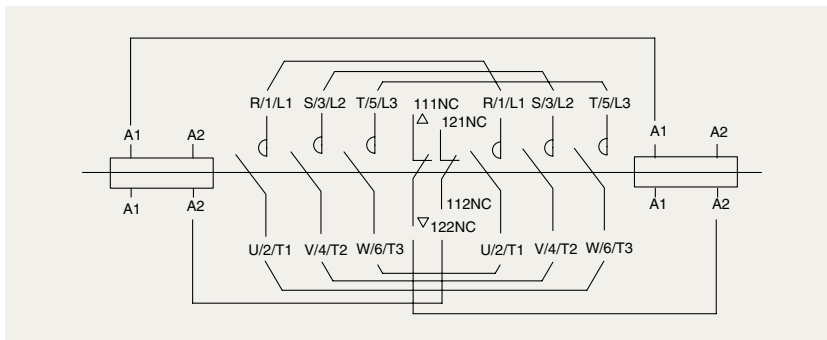 R/1/L1 S/3/L2 T/5/L3 111NC R/1/L1 S/3/L2 T/5/L3
121NC
A1 A2 A1 A2
A1 A2 A1 A2
112NC
122NC
U/2/T1 V/4/T2 W/6/T3 U/2/T1 V/4/T2 W/6/T3